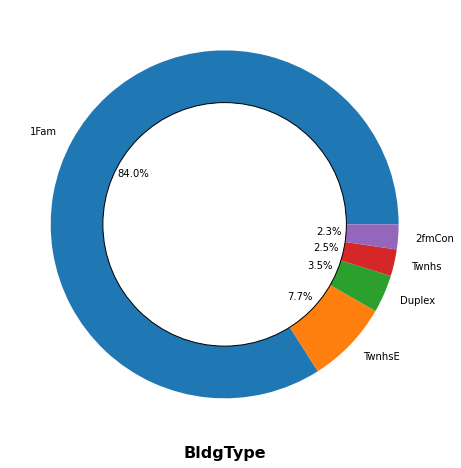 1Fam
84.0%
2.3%
2fmCon
2.5%
Twnhs
3.5%
Duplex
7.7%
TwnhsE
BldgType